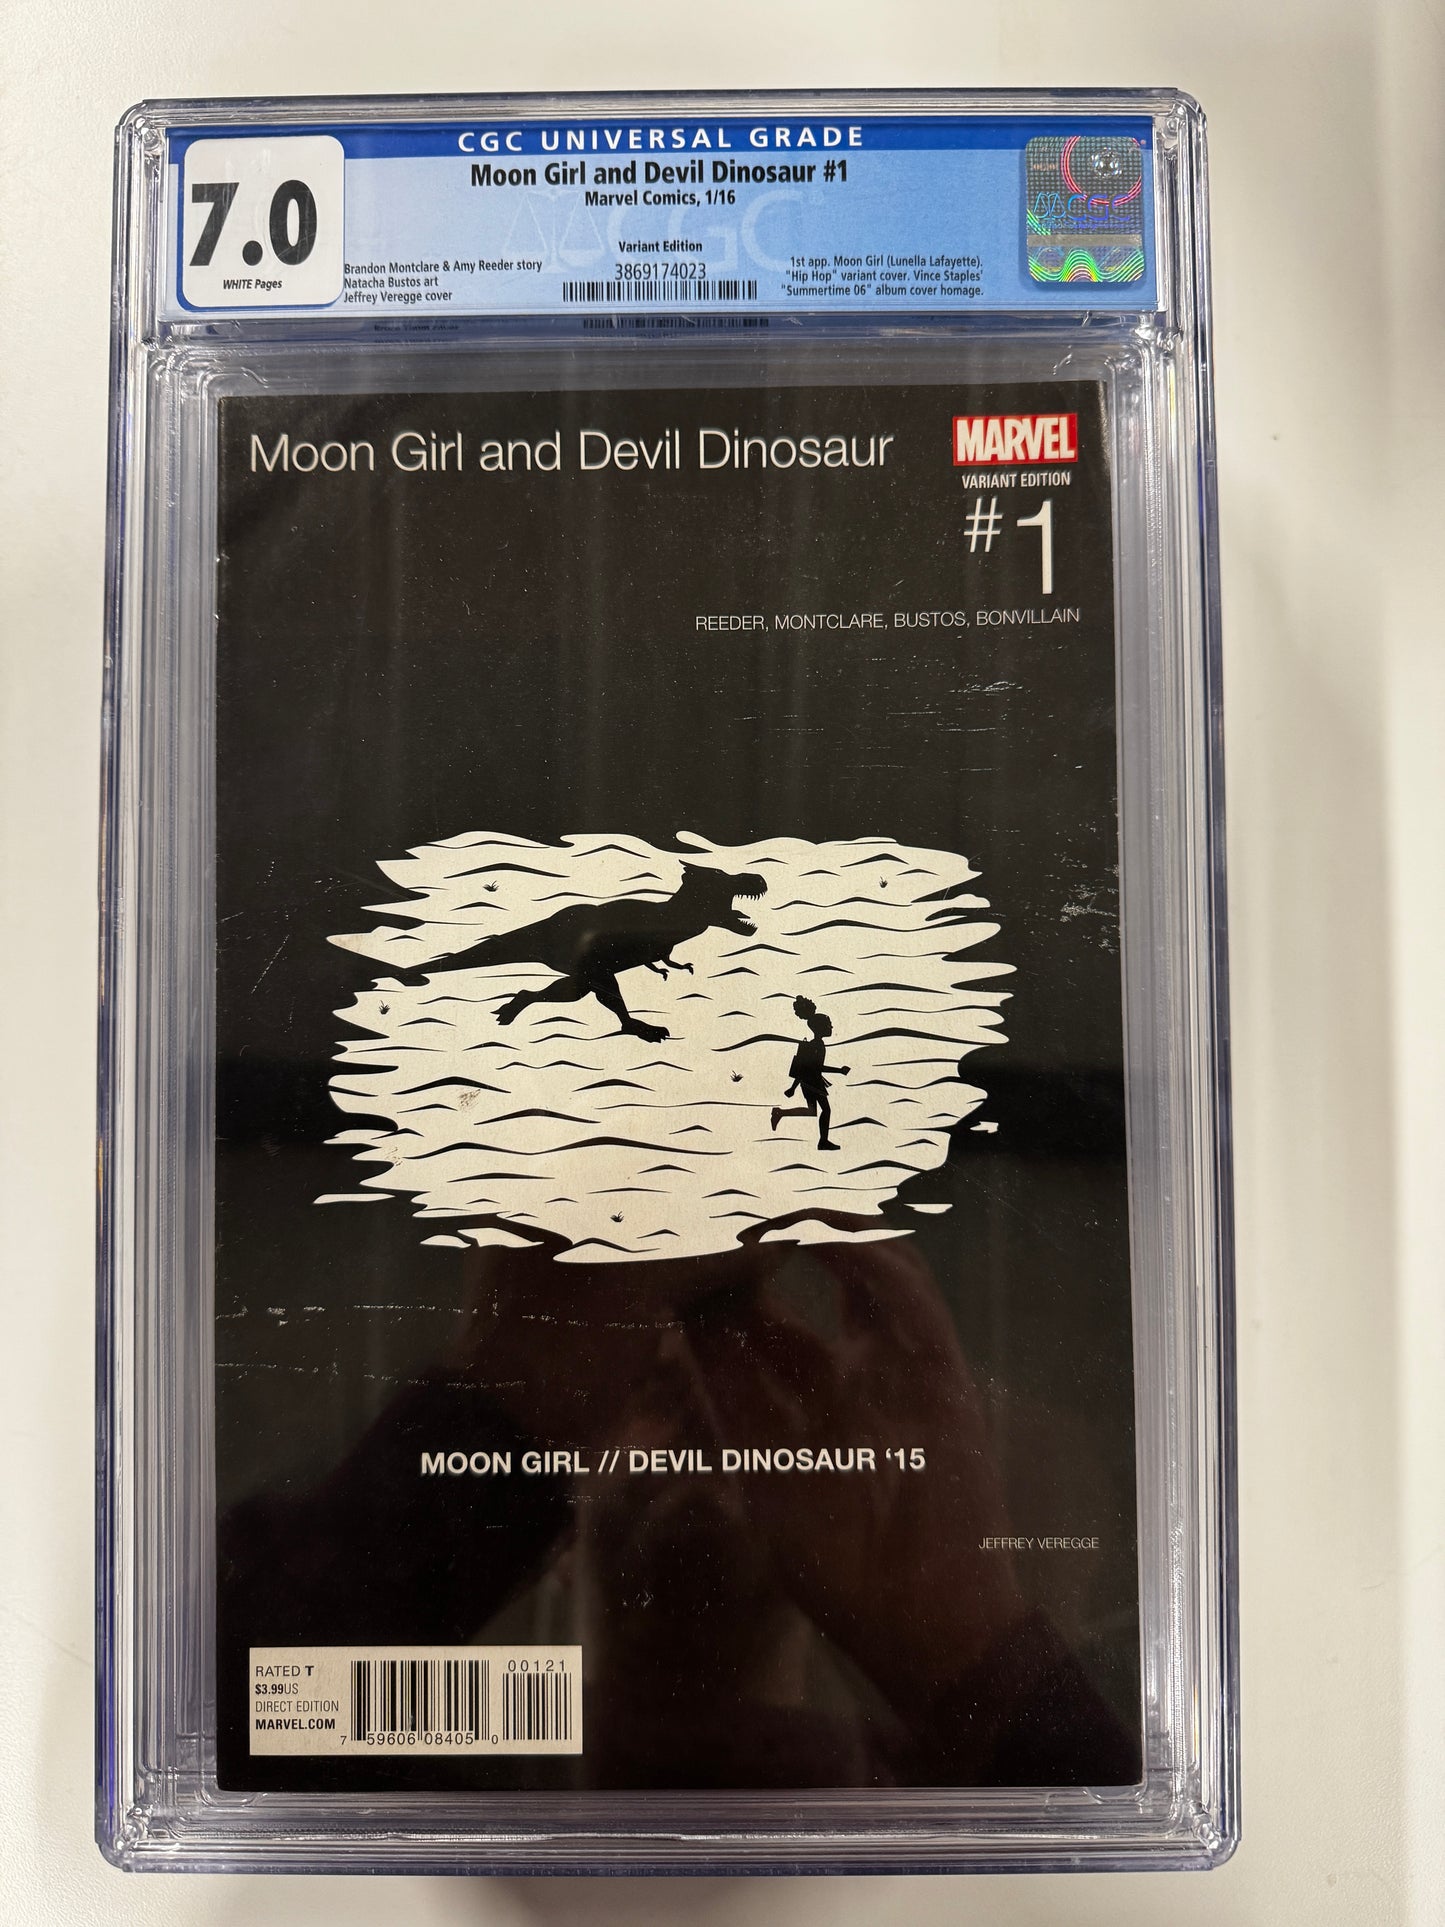 CGC UNIVERSAL GRADE
7.0
WHITE Pages
Moon Girl and Devil Dinosaur #1
Marvel Comics, 1/16
Variant Edition
3869174023
Brandon Montclare & Amy Reeder story
Natacha Bustos art
Jeffrey Veregge cover
1st app. Moon Girl (Lunella Lafayette).
"Hip Hop" variant cover. Vince Staples'
"Summertime 06" album cover homage.
CGC
CGC
Moon Girl and Devil Dinosaur
MARVEL
VARIANT EDITION
#1
REEDER, MONTCLARE, BUSTOS, BONVILLAIN
MOON GIRL // DEVIL DINOSAUR ‘15
JEFFREY VEREGGE
RATED T
$3.99US
DIRECT EDITION
MARVEL.COM
00121
7 59606 08405 0